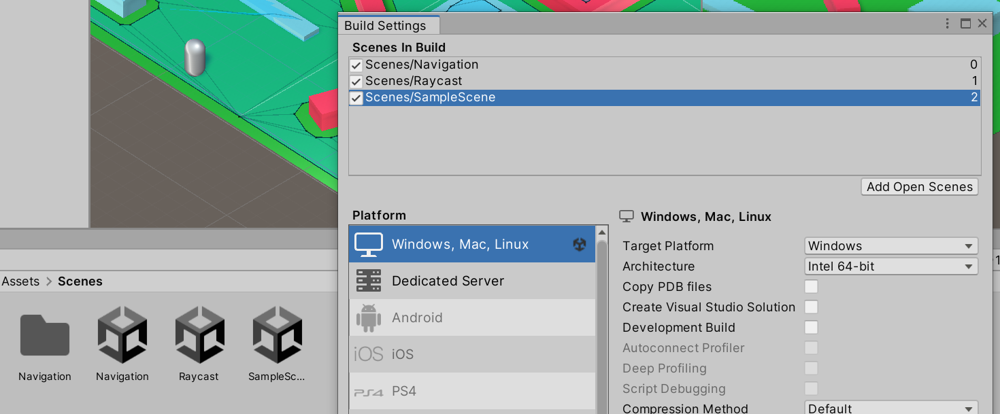 Build Settings
Scenes In Build
Scenes/Navigation 0
Scenes/Raycast 1
Scenes/SampleScene 2
Add Open Scenes
Platform
Windows, Mac, Linux
Dedicated Server
Android
iOS iOS
PS4 PS4
Windows, Mac, Linux
Target Platform Windows
Architecture Intel 64-bit
Copy PDB files
Create Visual Studio Solution
Development Build
Autoconnect Profiler
Deep Profiling
Script Debugging
Compression Method Default
Assets > Scenes
Navigation Navigation Raycast SampleSc...
1